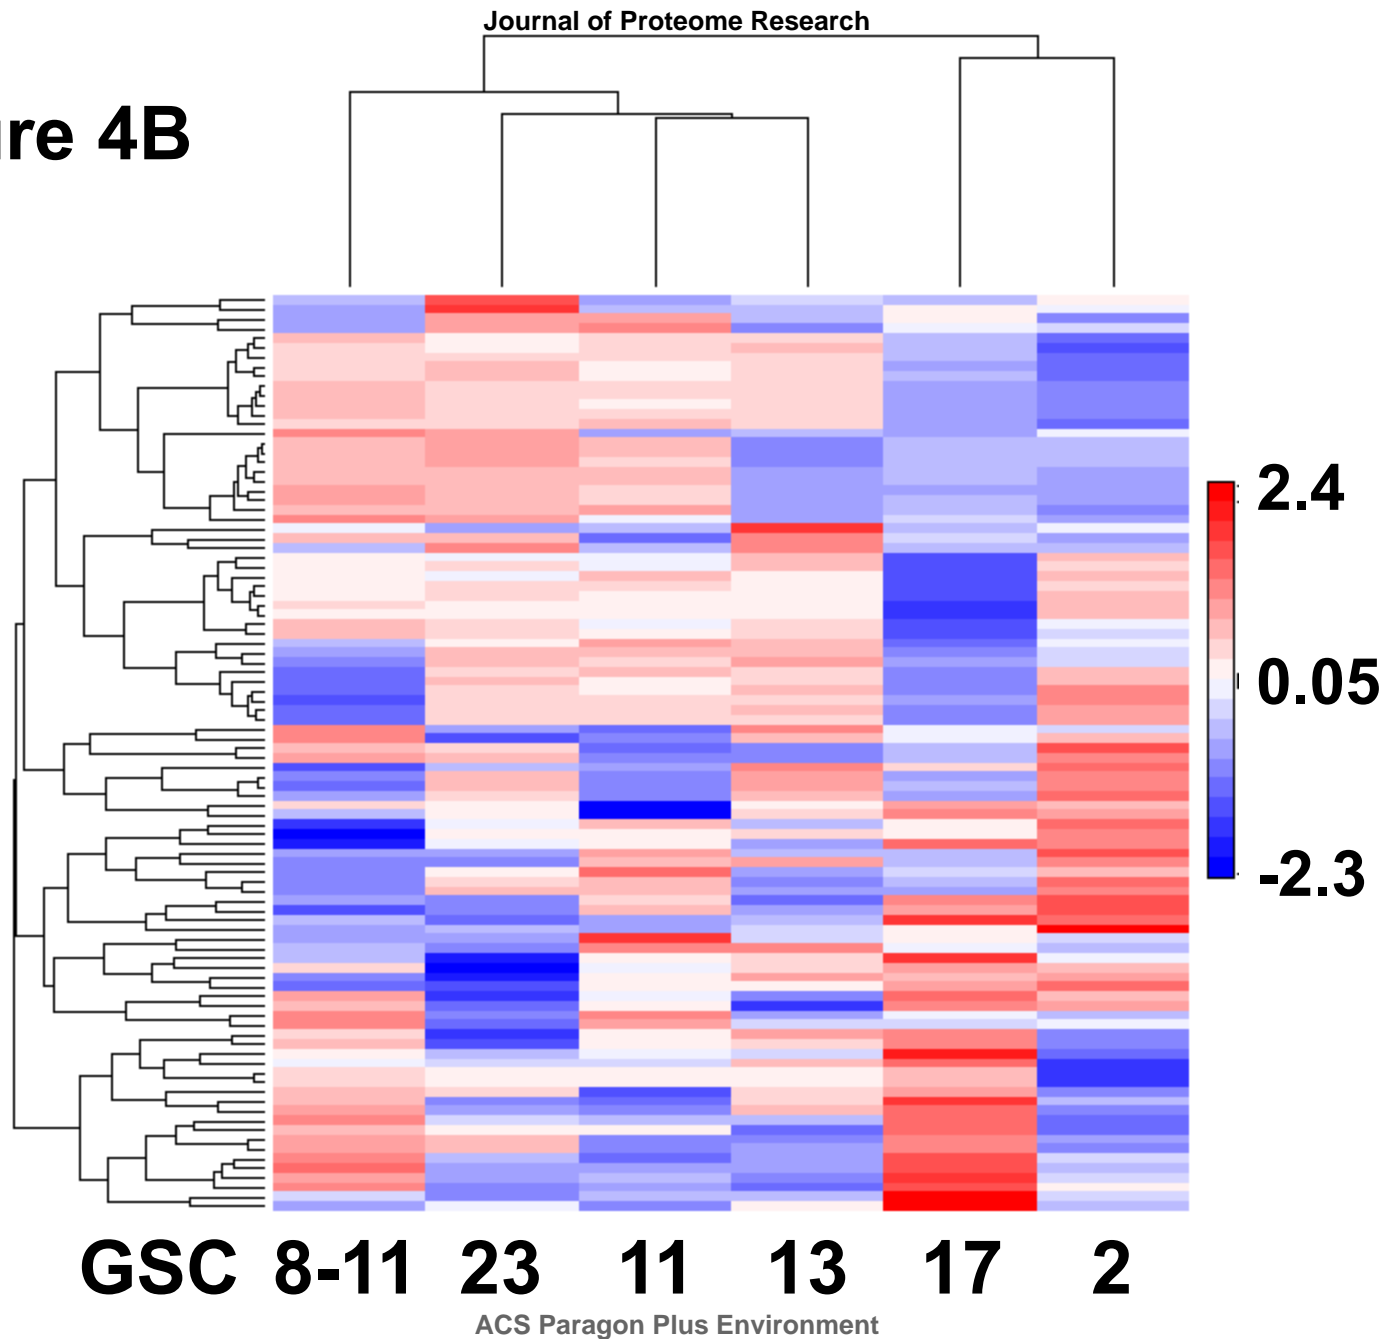 Journal of Proteome Research
ure 4B
2.4
0.05
-2.3
GSC 8-11 23 11 13 17 2
ACS Paragon Plus Environment